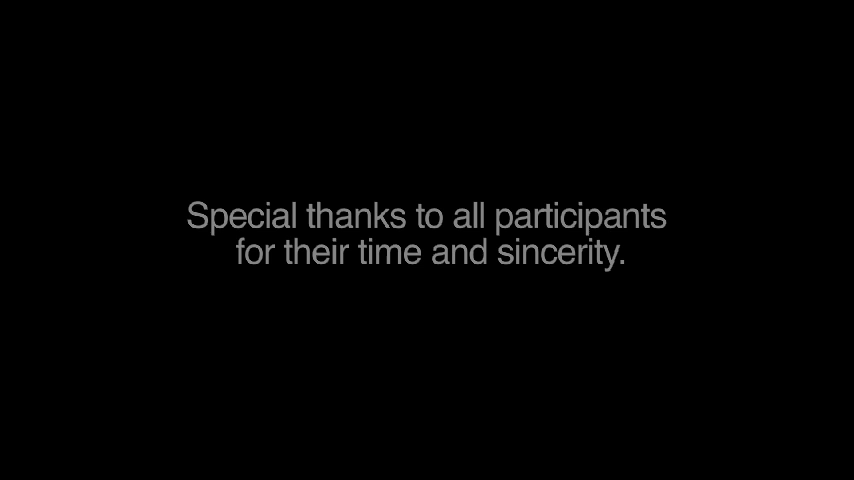 Special thanks to all participants
for their time and sincerity.